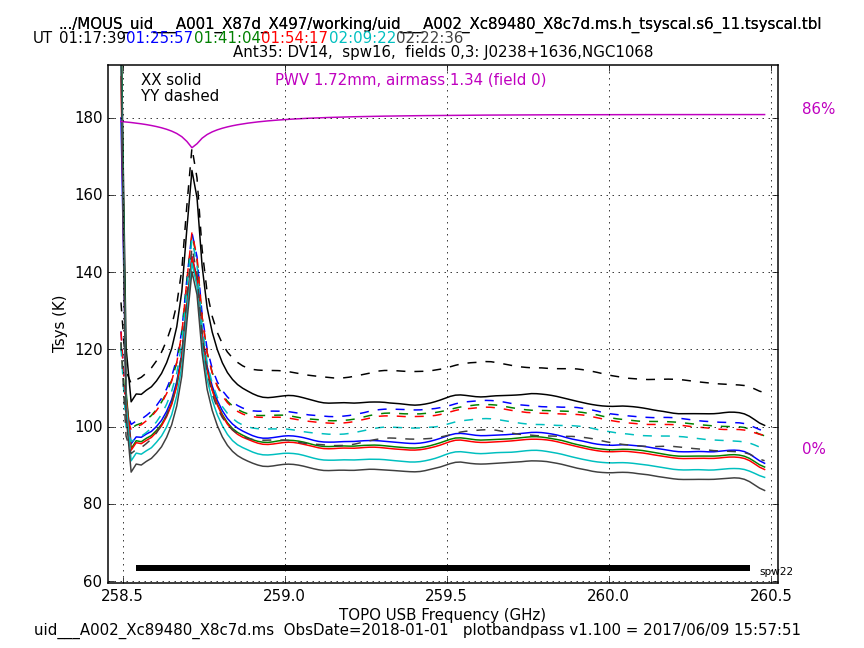 .../MOUS_uid___A001_X87d_X497/working/uid___A002_Xc89480_X8c7d.ms.h_tsyscal.s6_11.tsyscal.tbl
UT 01:17:39 01:25:57 01:41:04 01:54:17 02:09:22 02:22:36
Ant35: DV14, spw16, fields 0,3: J0238+1636,NGC1068
XX solid
YY dashed
PWV 1.72mm, airmass 1.34 (field 0)
86%
0%
180
160
140
120
100
80
60
Tsys (K)
spw22
258.5 259.0 259.5 260.0 260.5
TOPO USB Frequency (GHz)
uid___A002_Xc89480_X8c7d.ms ObsDate=2018-01-01 plotbandpass v1.100 = 2017/06/09 15:57:51